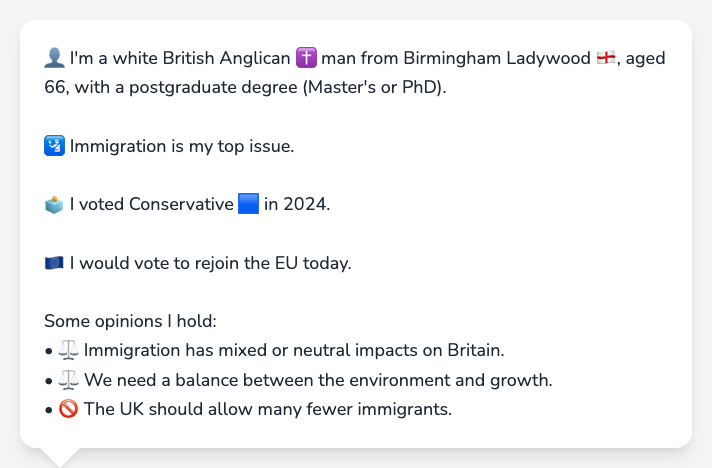 👤 I'm a white British Anglican ✝️ man from Birmingham Ladywood 🏴󠁧󠁢󠁥󠁮󠁧󠁿, aged
66, with a postgraduate degree (Master's or PhD).
🛂 Immigration is my top issue.
🗳️ I voted Conservative 🟦 in 2024.
🇪🇺 I would vote to rejoin the EU today.
Some opinions I hold:
• ⚖️ Immigration has mixed or neutral impacts on Britain.
• ⚖️ We need a balance between the environment and growth.
• 🚫 The UK should allow many fewer immigrants.